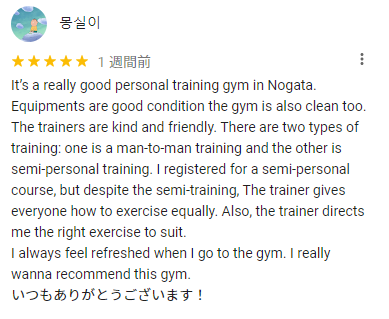 몽실이
★★★★★ 1 週間前
It's a really good personal training gym in Nogata.
Equipments are good condition the gym is also clean too.
The trainers are kind and friendly. There are two types of
training: one is a man-to-man training and the other is
semi-personal training. I registered for a semi-personal
course, but despite the semi-training, The trainer gives
everyone how to exercise equally. Also, the trainer directs
me the right exercise to suit.
I always feel refreshed when I go to the gym. I really
wanna recommend this gym.
いつもありがとうございます！